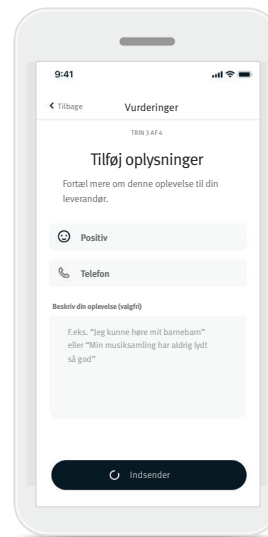 9:41
Tilbage
Vurderinger
TRIN 3 AF 4
Tilføj oplysninger
Fortæl mere om denne oplevelse til din
leverandør.
Positiv
Telefon
Beskriv din oplevelse (valgfri)
F.eks. “Jeg kunne høre mit barnebarn”
eller “Min musiksamling har aldrig lydt
så god”
Indsender